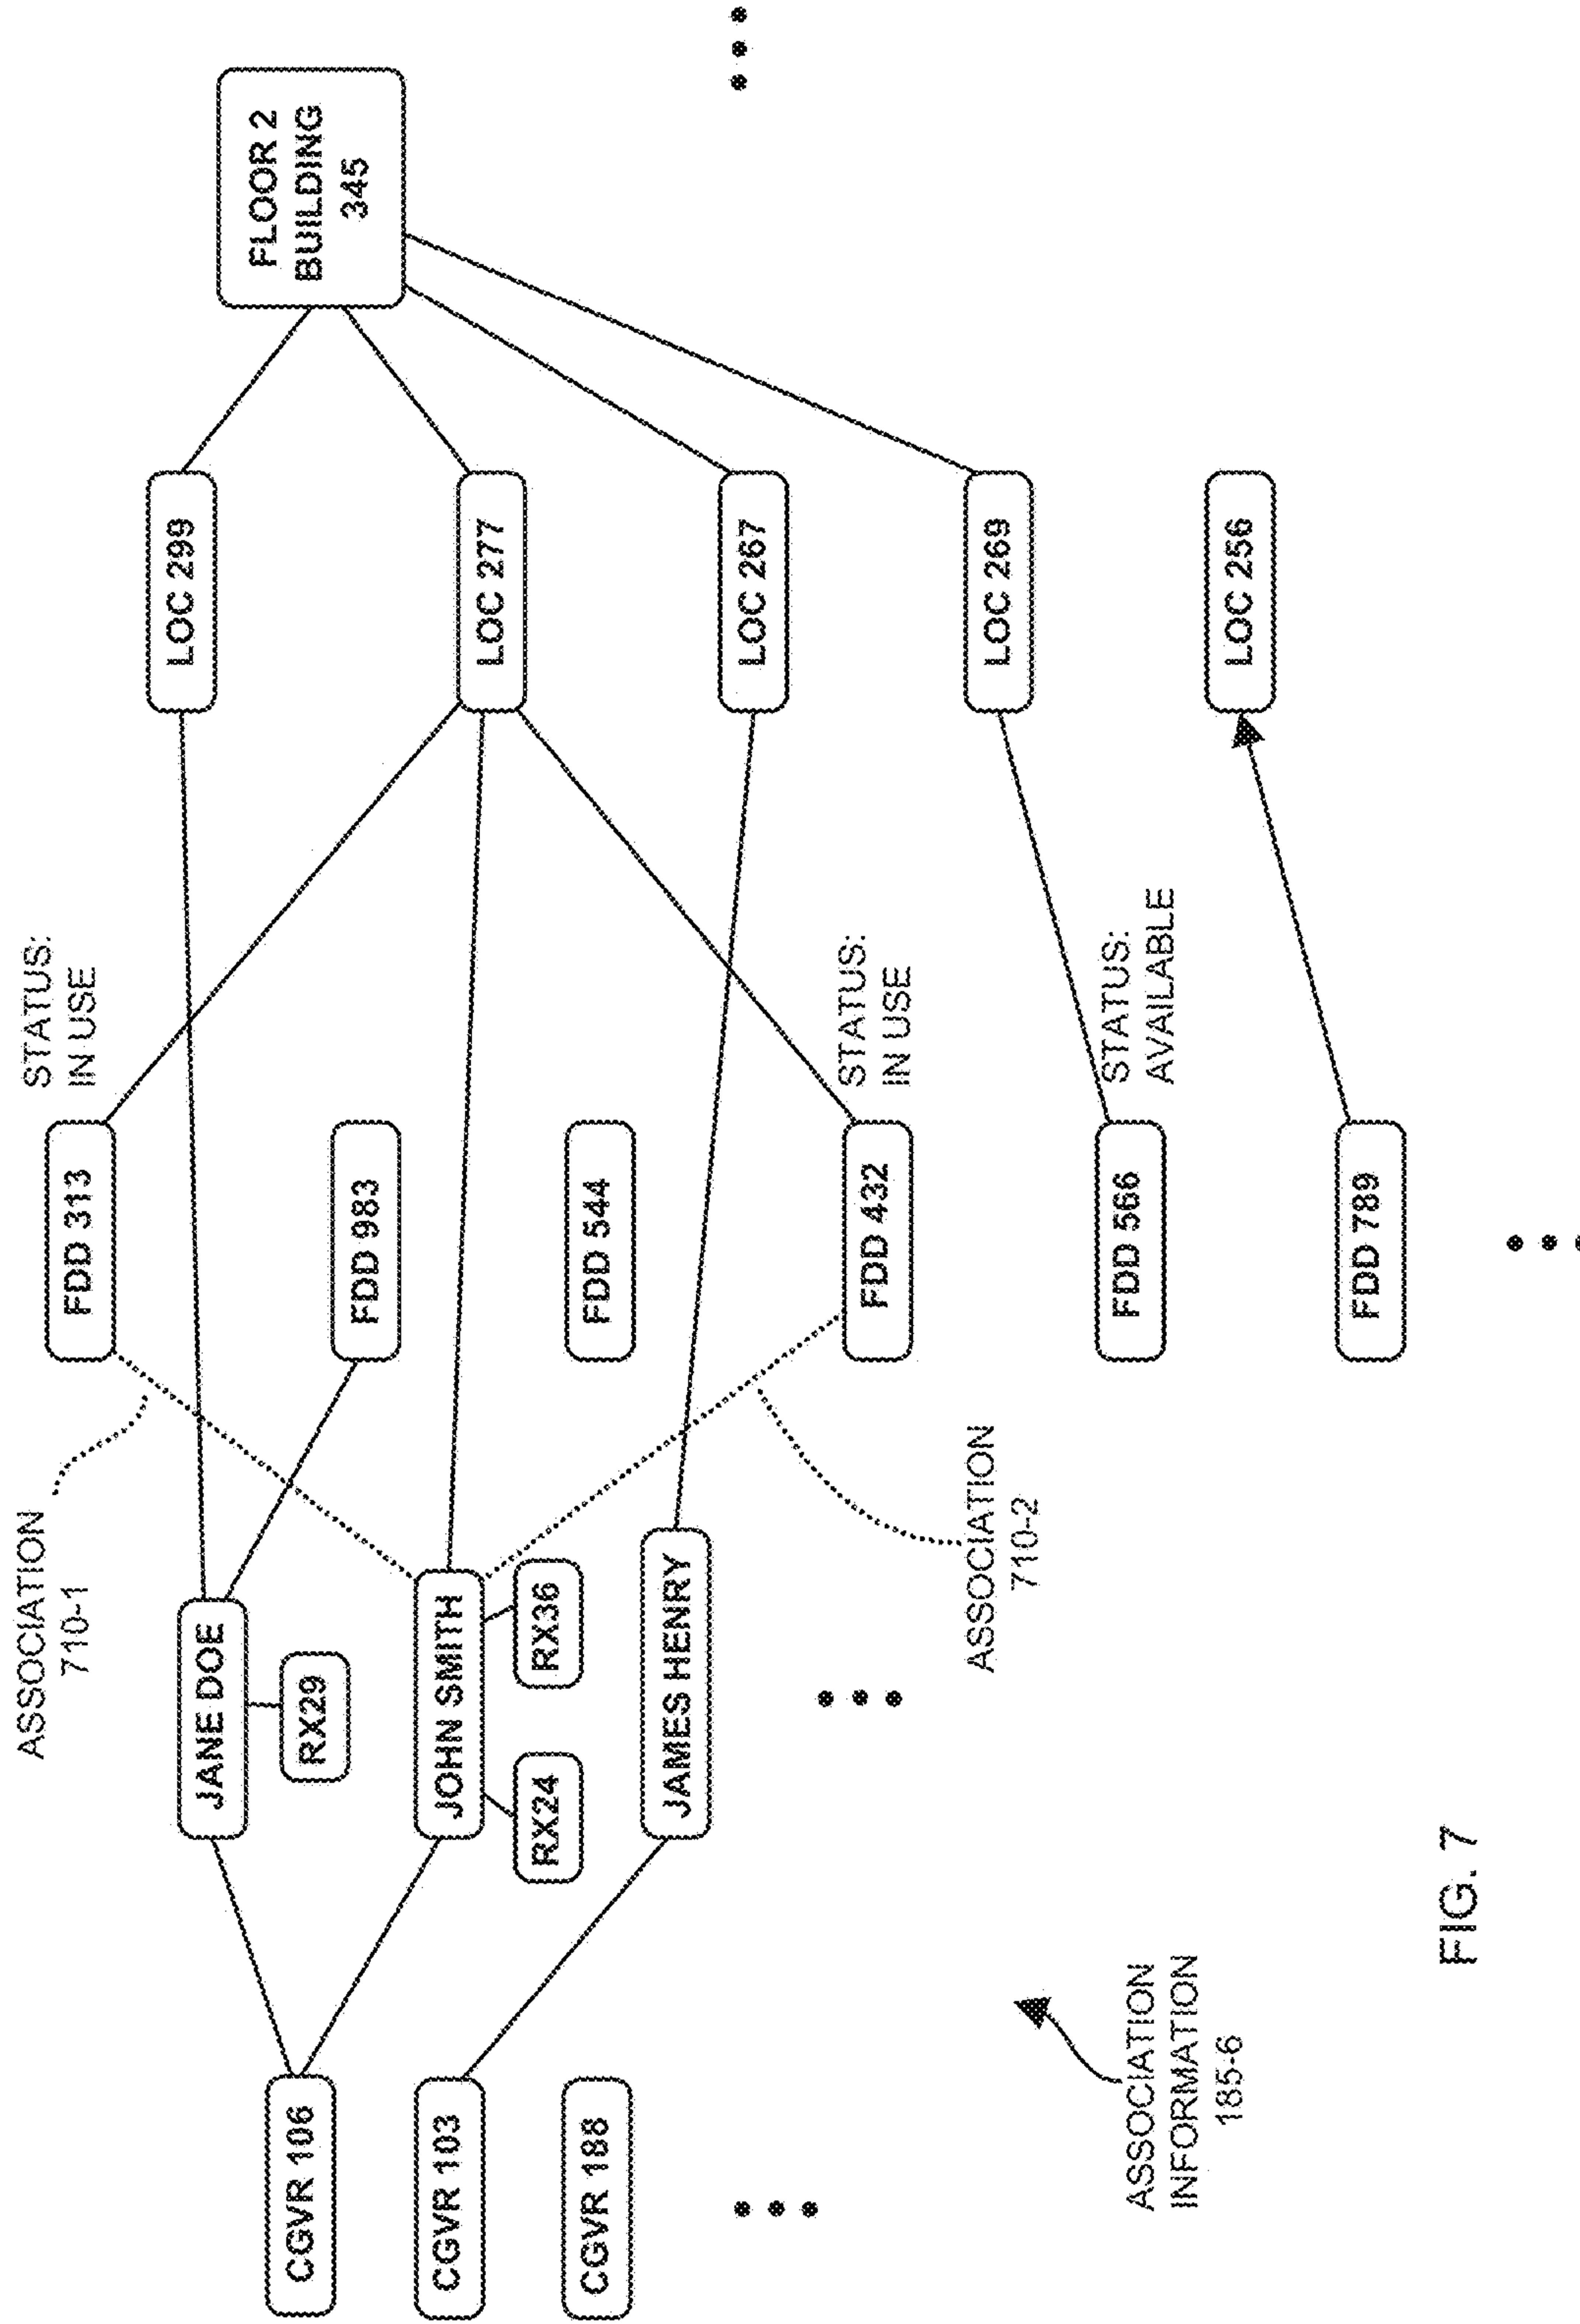 ASSOCIATION
710-1
STATUS:
IN USE
CGVR 106
CGVR 103
CGVR 188
JANE DOE
RX29
JOHN SMITH
RX24
RX36
JAMES HENRY
FDD 313
FDD 983
FDD 544
FDD 432
STATUS:
IN USE
FDD 566
STATUS:
AVAILABLE
FDD 789
LOC 299
LOC 277
LOC 267
LOC 269
LOC 256
FLOOR 2
BUILDING
345
ASSOCIATION
710-2
ASSOCIATION
INFORMATION
185-6
FIG. 7